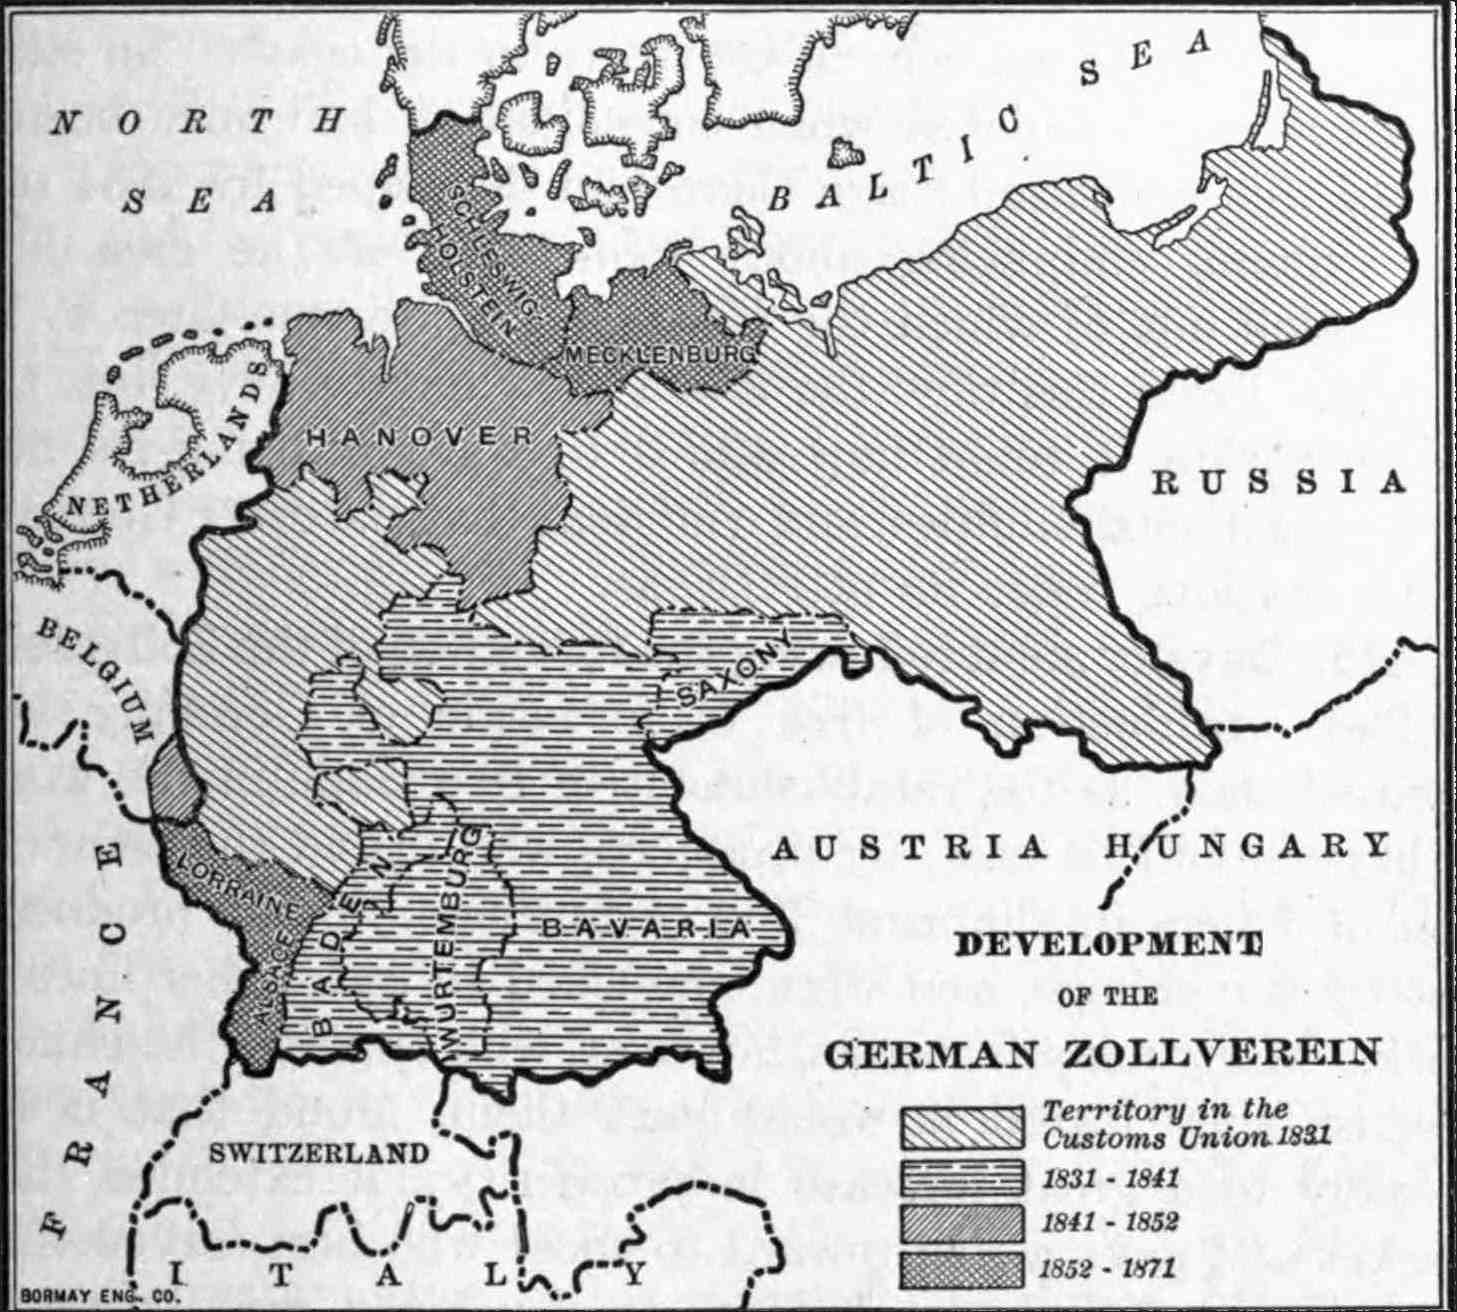 NORTH
SEA
BALTIC SEA
SCHLESWIG-
HOLSTEIN
MECKLENBURG
NETHERLANDS
HANOVER
RUSSIA
BELGIUM
SAXONY
AUSTRIA HUNGARY
FRANCE
LORRAINE
ALSACE
BADEN
WURTEMBURG
BAVARIA
SWITZERLAND
ITALY
DEVELOPMENT
OF THE
GERMAN ZOLLVEREIN
Territory in the
Customs Union 1831
1831 - 1841
1841 - 1852
1852 - 1871
BORMAY ENG. CO.